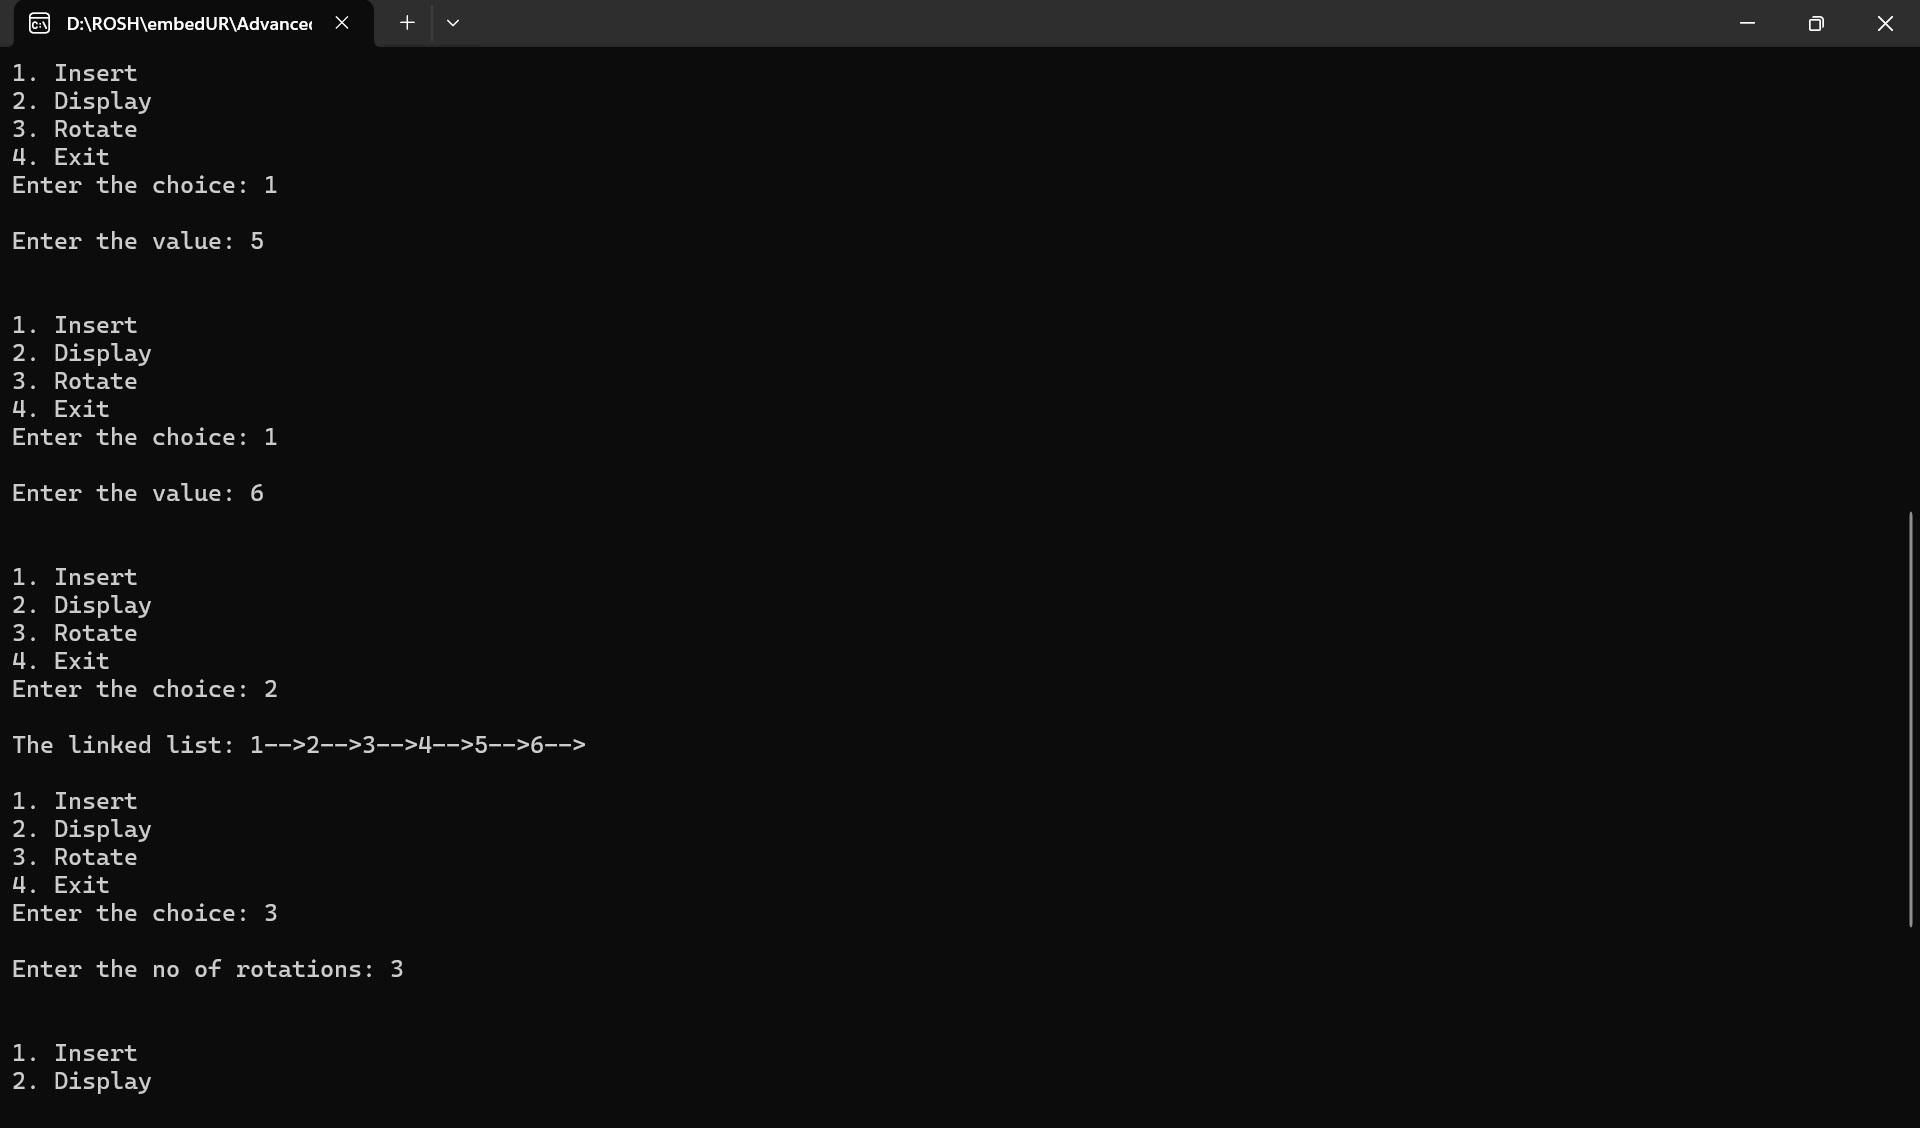 D:\ROSH\embedUR\Advanced
1. Insert
2. Display
3. Rotate
4. Exit
Enter the choice: 1
Enter the value: 5
1. Insert
2. Display
3. Rotate
4. Exit
Enter the choice: 1
Enter the value: 6
1. Insert
2. Display
3. Rotate
4. Exit
Enter the choice: 2
The linked list: 1-->2-->3-->4-->5-->6-->
1. Insert
2. Display
3. Rotate
4. Exit
Enter the choice: 3
Enter the no of rotations: 3
1. Insert
2. Display